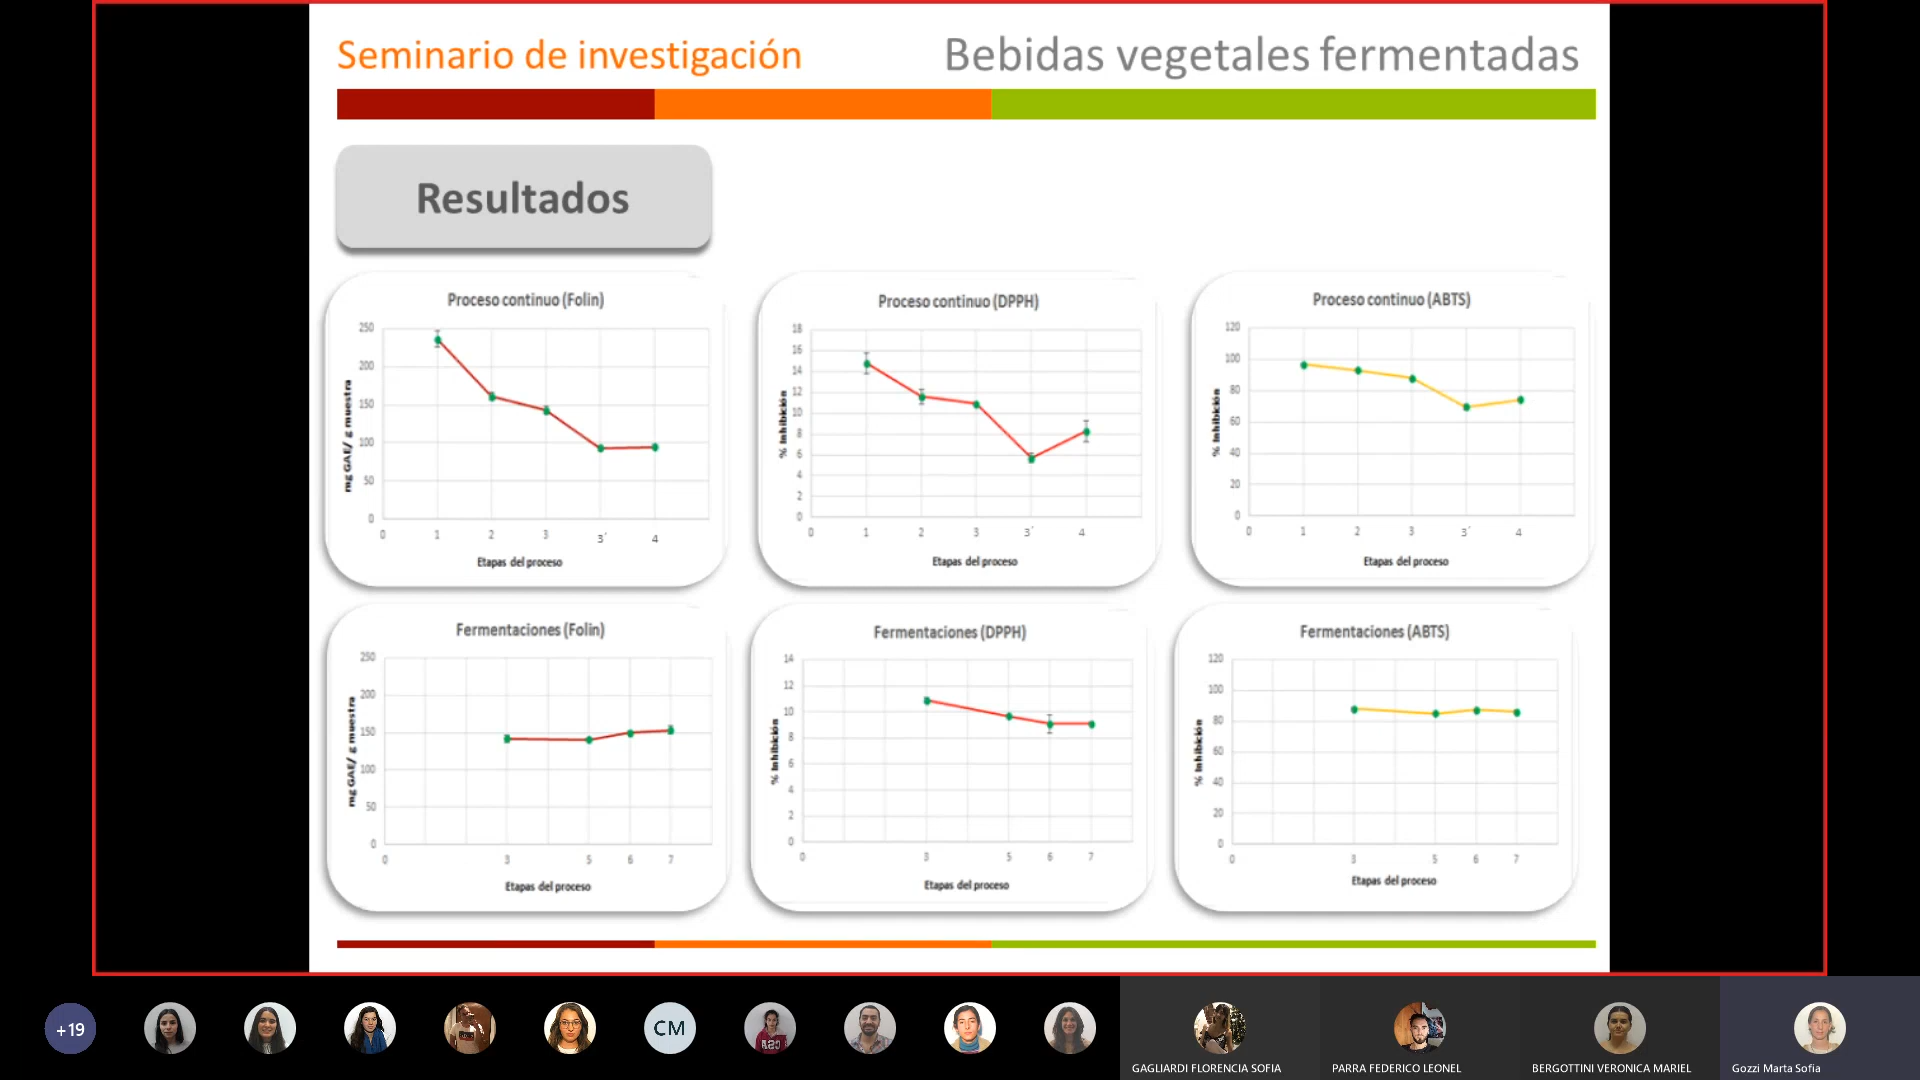 Seminario de investigación
Bebidas vegetales fermentadas
Resultados
Proceso continuo (Folin)
250
200
150
100
50
0
mg GAE/ g muestra
0 1 2 3 3´ 4
Etapas del proceso
Proceso continuo (DPPH)
18
16
14
12
10
8
6
4
2
0
% Inhibición
0 1 2 3 3´ 4
Etapas del proceso
Proceso continuo (ABTS)
120
100
80
60
40
20
0
% Inhibición
0 1 2 3 3´ 4
Etapas del proceso
Fermentaciones (Folin)
250
200
150
100
50
0
mg GAE/ g muestra
0 3 5 6 7
Etapas del proceso
Fermentaciones (DPPH)
14
12
10
8
6
4
2
0
% Inhibición
0 3 5 6 7
Etapas del proceso
Fermentaciones (ABTS)
120
100
80
60
40
20
0
% Inhibición
0 3 5 6 7
Etapas del proceso
+19
CM
GAGLIARDI FLORENCIA SOFIA
PARRA FEDERICO LEONEL
BERGOTTINI VERONICA MARIEL
Gozzi Marta Sofia